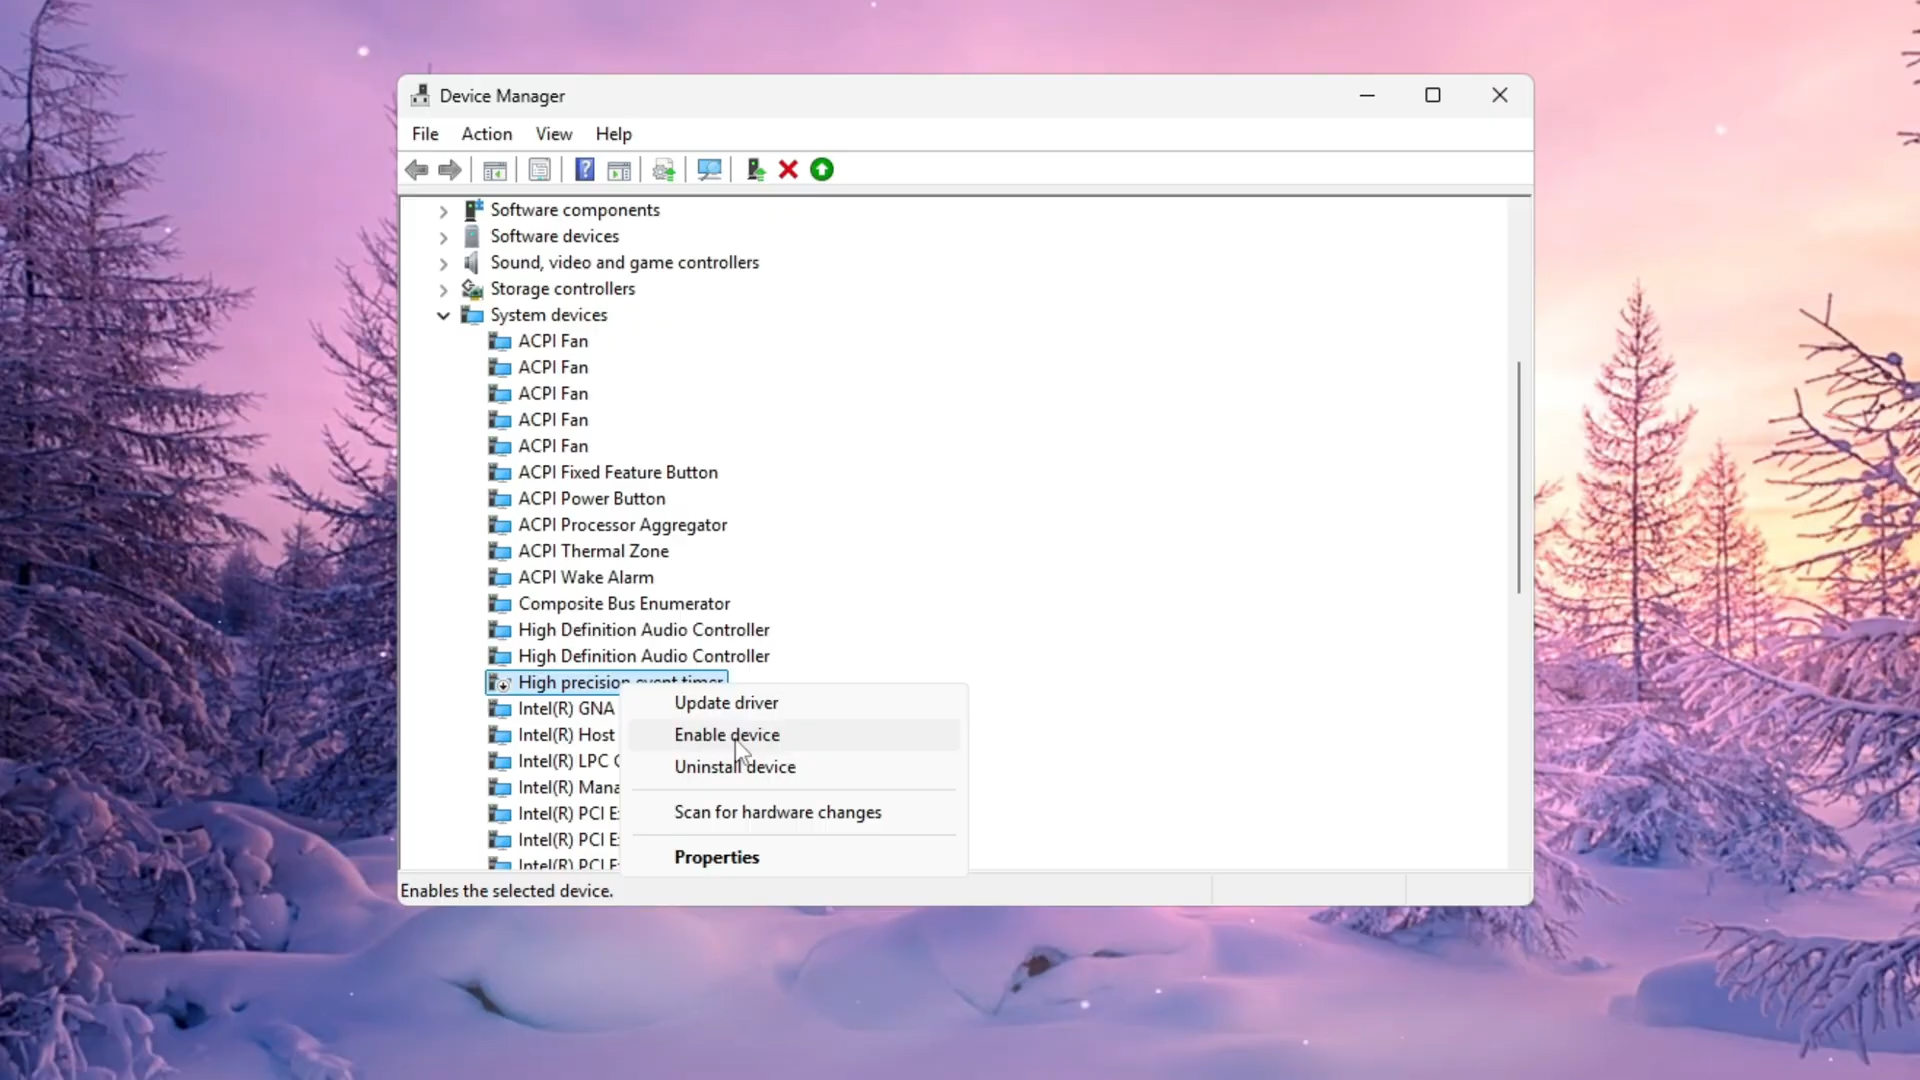 Device Manager
File Action View Help
Software components
Software devices
Sound, video and game controllers
Storage controllers
System devices
ACPI Fan
ACPI Fan
ACPI Fan
ACPI Fan
ACPI Fan
ACPI Fixed Feature Button
ACPI Power Button
ACPI Processor Aggregator
ACPI Thermal Zone
ACPI Wake Alarm
Composite Bus Enumerator
High Definition Audio Controller
High Definition Audio Controller
High precision event timer
Intel(R) GNA
Intel(R) Host
Intel(R) LPC
Intel(R) Mana
Intel(R) PCI E
Intel(R) PCI E
Intel(R) PCI E
Update driver
Enable device
Uninstall device
Scan for hardware changes
Properties
Enables the selected device.